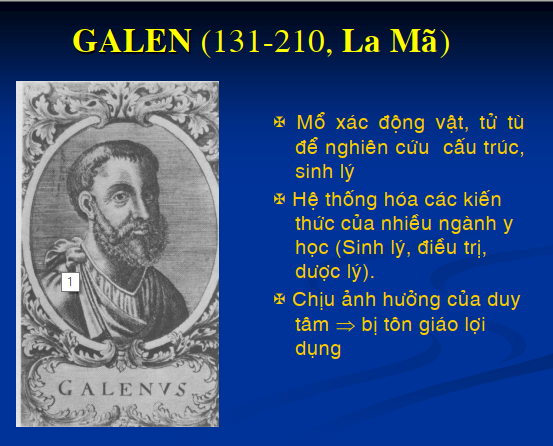 GALEN (131-210, La Mã)
✠ Mổ xác động vật, tử tù
để nghiên cứu cấu trúc,
sinh lý
✠ Hệ thống hóa các kiến
thức của nhiều ngành y
học (Sinh lý, điều trị,
dược lý).
✠ Chịu ảnh hưởng của duy
tâm ⇒ bị tôn giáo lợi
dụng
1
GALENVS